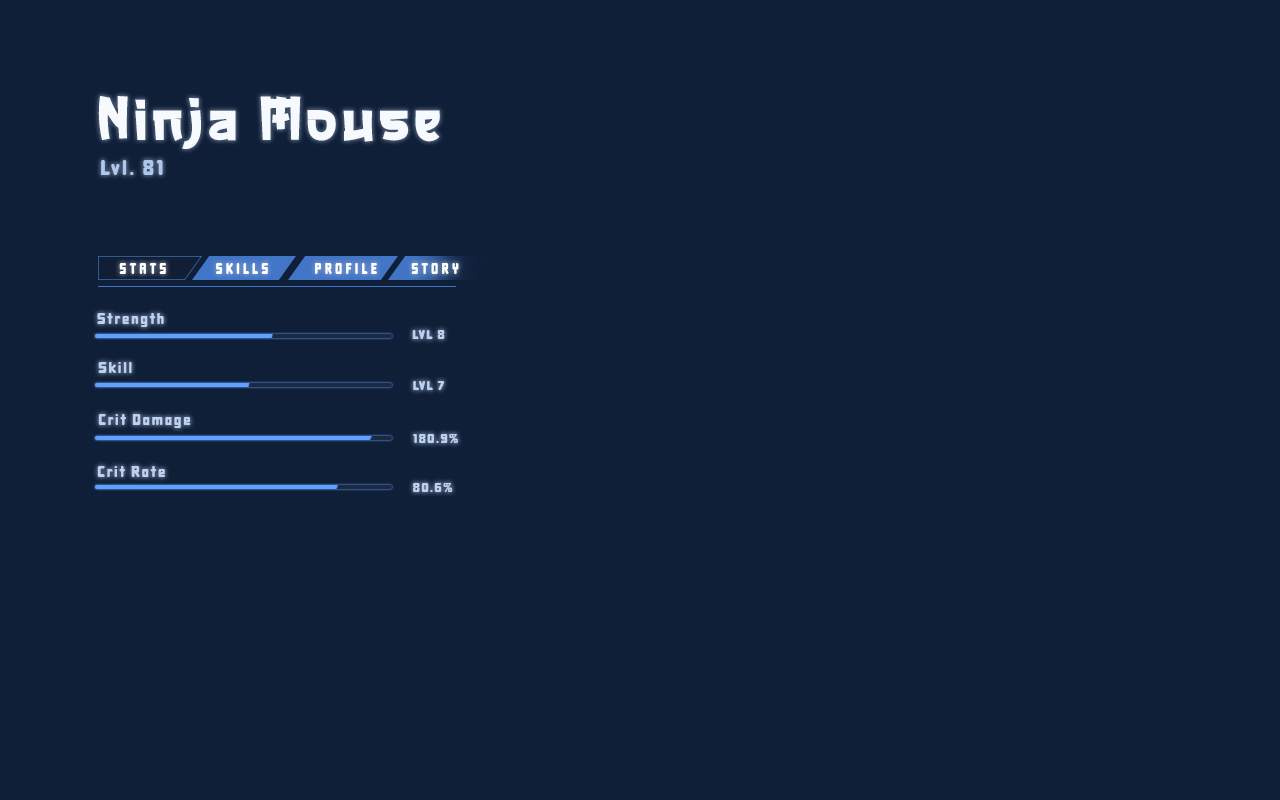 Ninja Mouse
Lvl. 81
STATS SKILLS PROFILE STORY
Strength
LVL 8
Skill
LVL 7
Crit Damage
180.9%
Crit Rate
80.6%